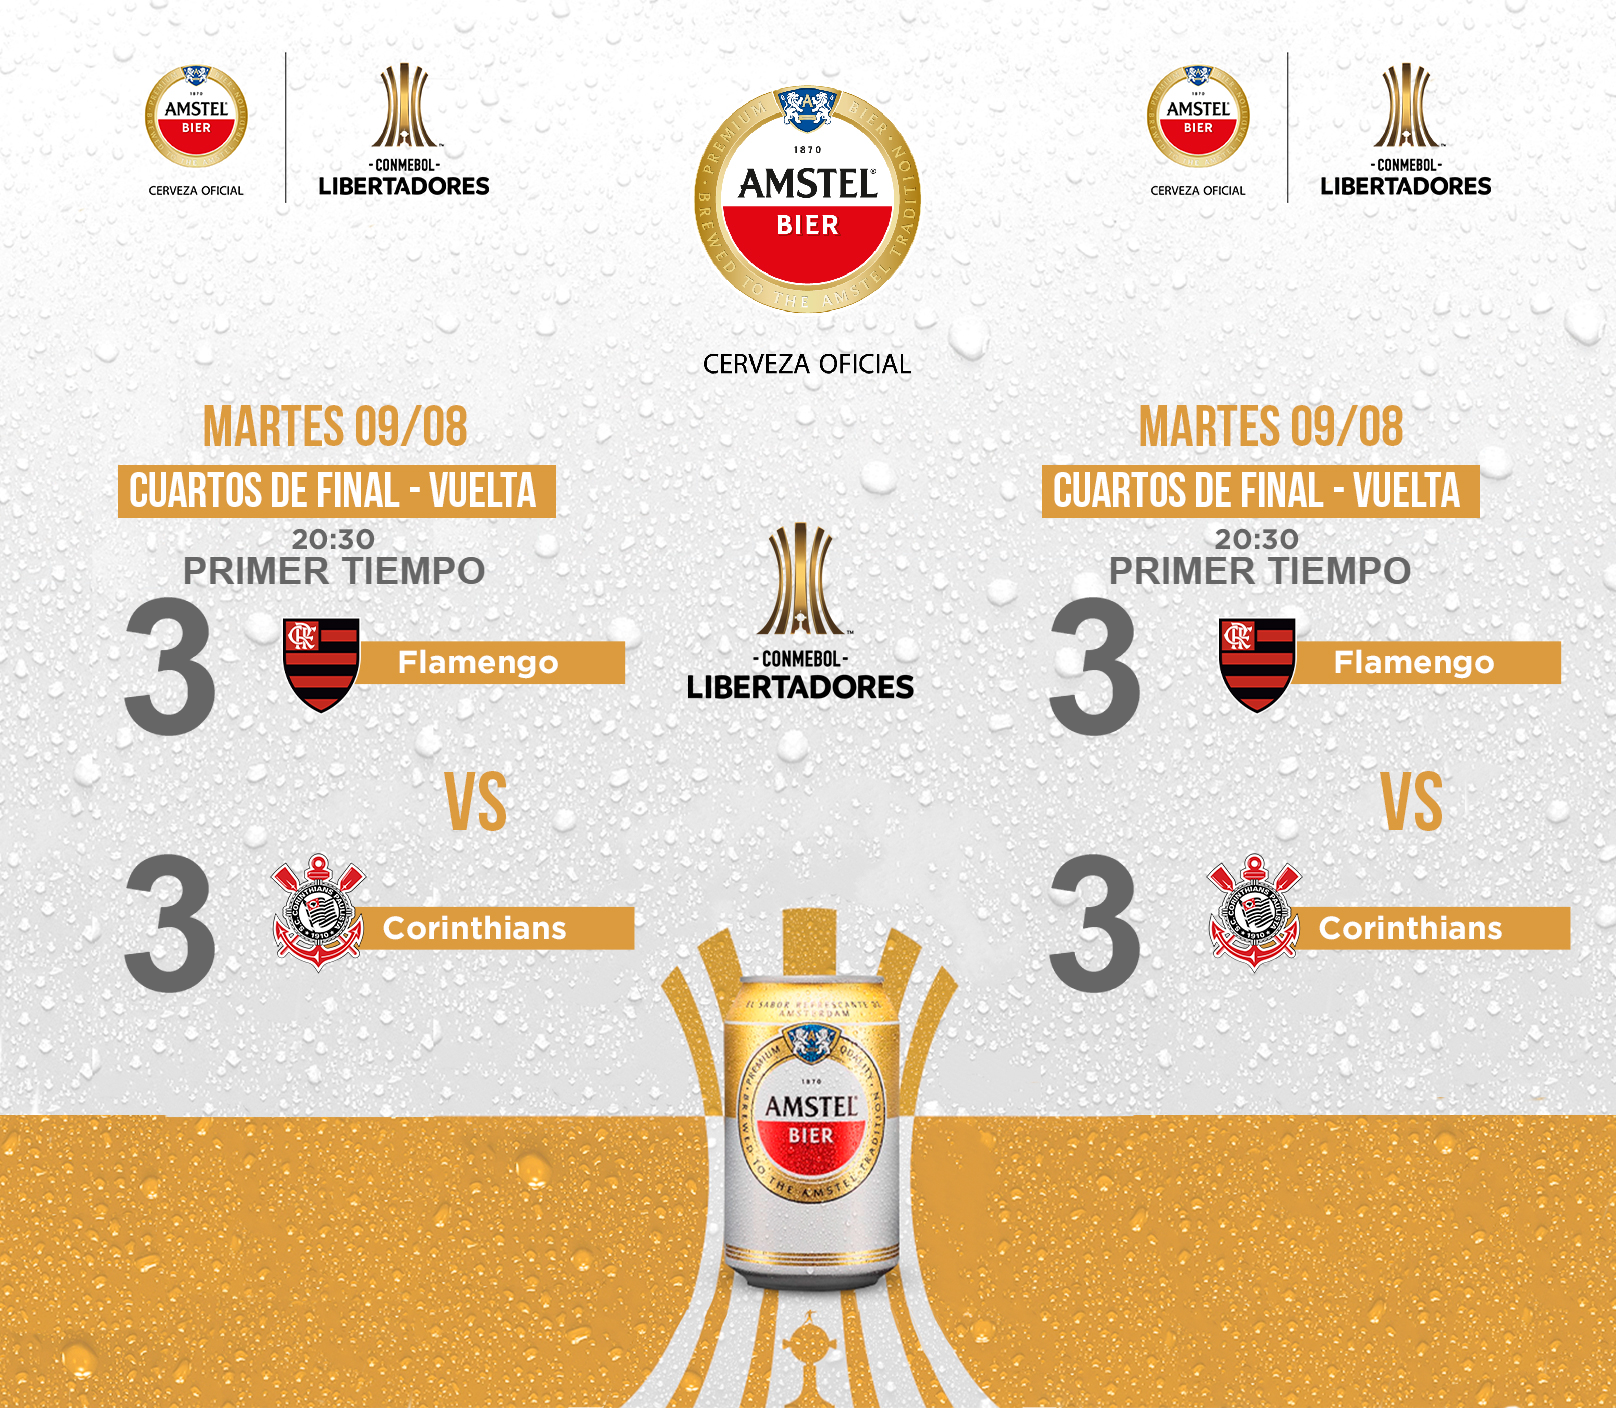 AMSTEL
BIER
CERVEZA OFICIAL
- CONMEBOL -
LIBERTADORES
· PREMIUM BIER ·
1870
AMSTEL®
BIER
BREWED TO THE AMSTEL TRADITION
CERVEZA OFICIAL
AMSTEL
BIER
CERVEZA OFICIAL
- CONMEBOL -
LIBERTADORES
MARTES 09/08
CUARTOS DE FINAL - VUELTA
20:30
PRIMER TIEMPO
3
Flamengo
VS
3
Corinthians
™
- CONMEBOL -
LIBERTADORES
MARTES 09/08
CUARTOS DE FINAL - VUELTA
20:30
PRIMER TIEMPO
3
Flamengo
VS
3
Corinthians
EL SABOR REFRESCANTE DE
AMSTERDAM
PREMIUM QUALITY
1870
AMSTEL
BIER
BREWED TO THE AMSTEL TRADITION